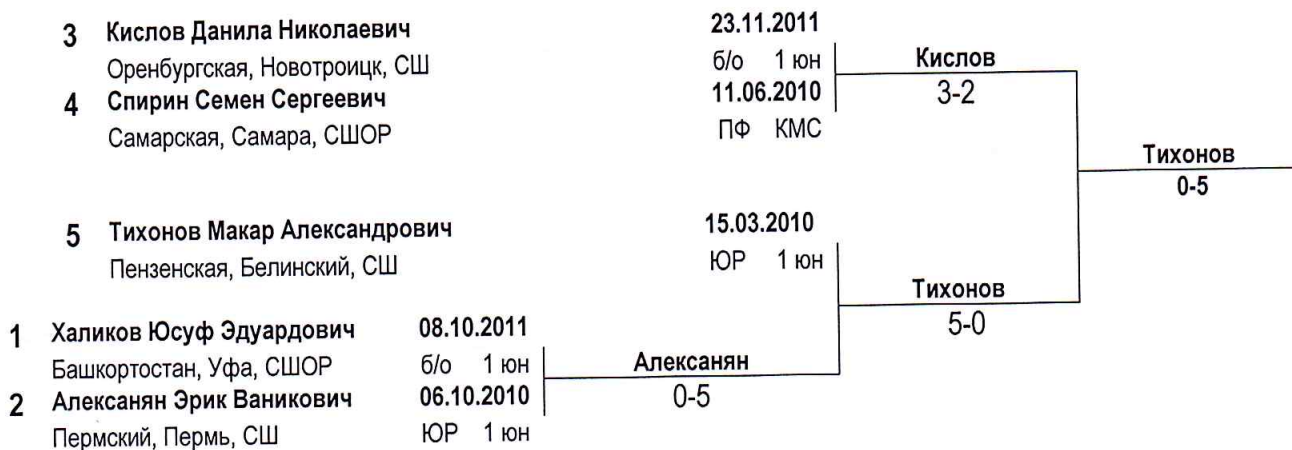 3 Кислов Данила Николаевич 23.11.2011
Оренбургская, Новотроицк, СШ б/о 1 юн Кислов
4 Спирин Семен Сергеевич 11.06.2010 3-2
Самарская, Самара, СШОР ПФ КМС
Тихонов
0-5
5 Тихонов Макар Александрович 15.03.2010
Пензенская, Белинский, СШ ЮР 1 юн
Тихонов
5-0
1 Халиков Юсуф Эдуардович 08.10.2011
Башкортостан, Уфа, СШОР б/о 1 юн Алексанян
2 Алексанян Эрик Ваникович 06.10.2010 0-5
Пермский, Пермь, СШ ЮР 1 юн